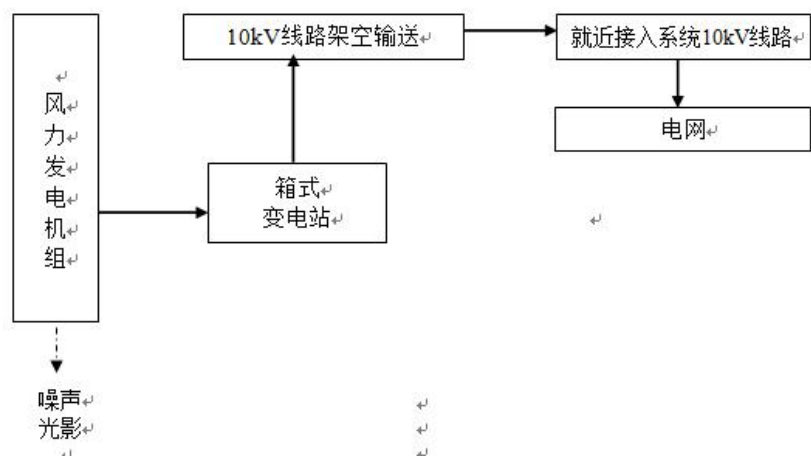 10kV线路架空输送
就近接入系统10kV线路
电网
风
力
发
电
机
组
箱式
变电站
噪声
光影